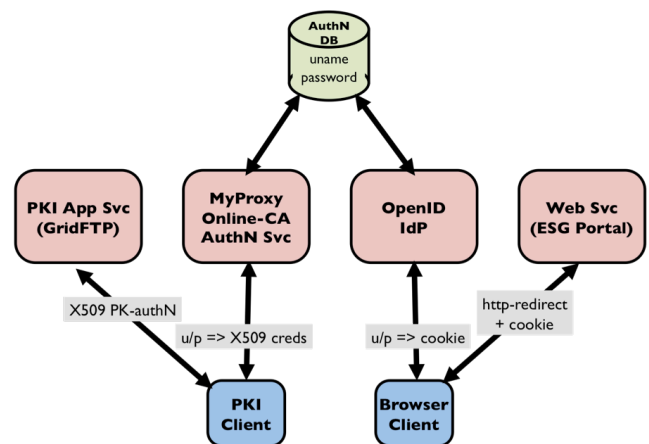 AuthN
DB
uname
password
PKI App Svc
(GridFTP)
MyProxy
Online-CA
AuthN Svc
OpenID
IdP
Web Svc
(ESG Portal)
X509 PK-authN
http-redirect
+ cookie
u/p => X509 creds
u/p => cookie
PKI
Client
Browser
Client